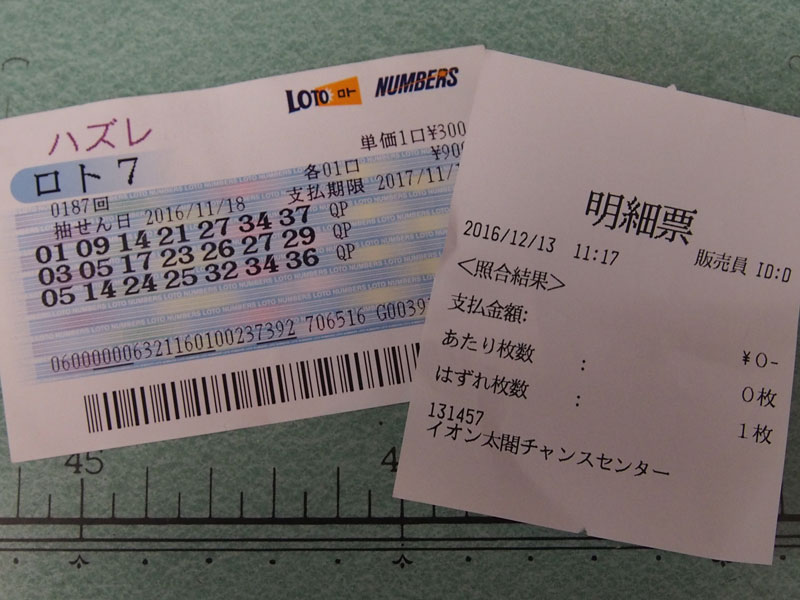 LOTO ロト NUMBERS
ハズレ
ロト7
単価1口¥300
各01口
¥90
0187回
支払期限 2017/11/
抽せん日 2016/11/18
01 09 14 21 27 34 37 QP
03 05 17 23 26 27 29 QP
05 14 24 25 32 34 36 QP
060000006321160100237392 706516 G0039
明細票
2016/12/13 11:17 販売員 ID:D
<照合結果>
支払金額: ¥0-
あたり枚数 : 0枚
はずれ枚数 : 1枚
131457
イオン太閤チャンスセンター
45
4